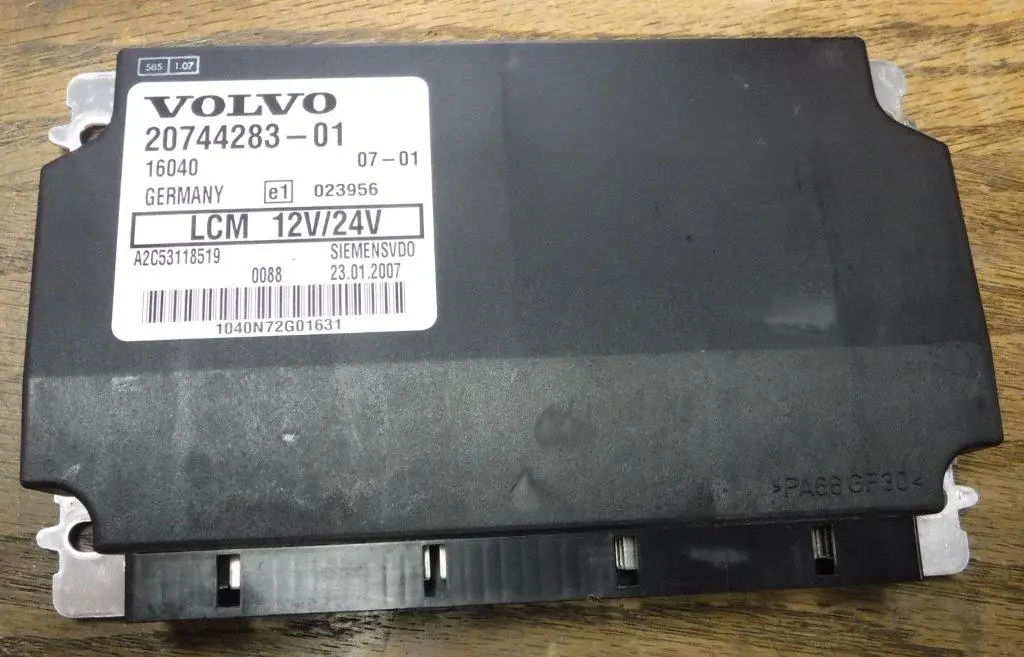 585 1.07
VOLVO
20744283-01
16040 07-01
GERMANY e1 023956
LCM 12V/24V
A2C53118519 SIEMENSVDO
0088 23.01.2007
1040N72G01631
>PA66 GF30<